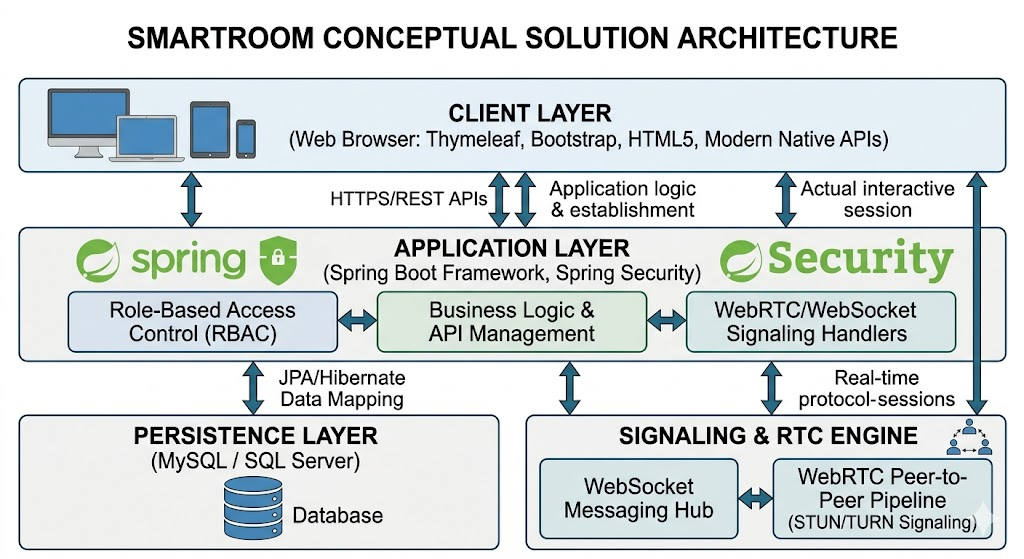 SMARTROOM CONCEPTUAL SOLUTION ARCHITECTURE
CLIENT LAYER
(Web Browser: Thymeleaf, Bootstrap, HTML5, Modern Native APIs)
HTTPS/REST APIs
Application logic
& establishment
Actual interactive
session
spring
APPLICATION LAYER
(Spring Boot Framework, Spring Security)
Security
Role-Based Access
Control (RBAC)
Business Logic &
API Management
WebRTC/WebSocket
Signaling Handlers
JPA/Hibernate
Data Mapping
Real-time
protocol-sessions
PERSISTENCE LAYER
(MySQL / SQL Server)
Database
SIGNALING & RTC ENGINE
WebSocket
Messaging Hub
WebRTC Peer-to-
Peer Pipeline
(STUN/TURN Signaling)